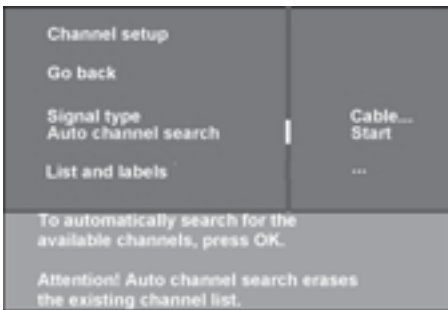 Channel setup
Go back
Signal type Cable...
Auto channel search Start
List and labels ...
To automatically search for the
available channels, press OK.
Attention! Auto channel search erases
the existing channel list.